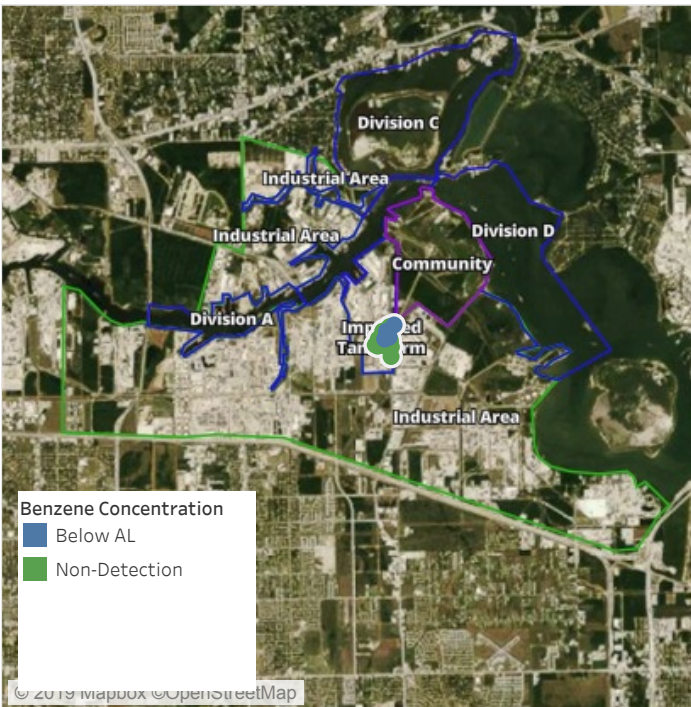 Division C
Industrial Area
Division D
Industrial Area
Community
Division A
Industrial Area
Benzene Concentration
Below AL
Non-Detection
© 2019 Mapbox ©OpenStreetMap